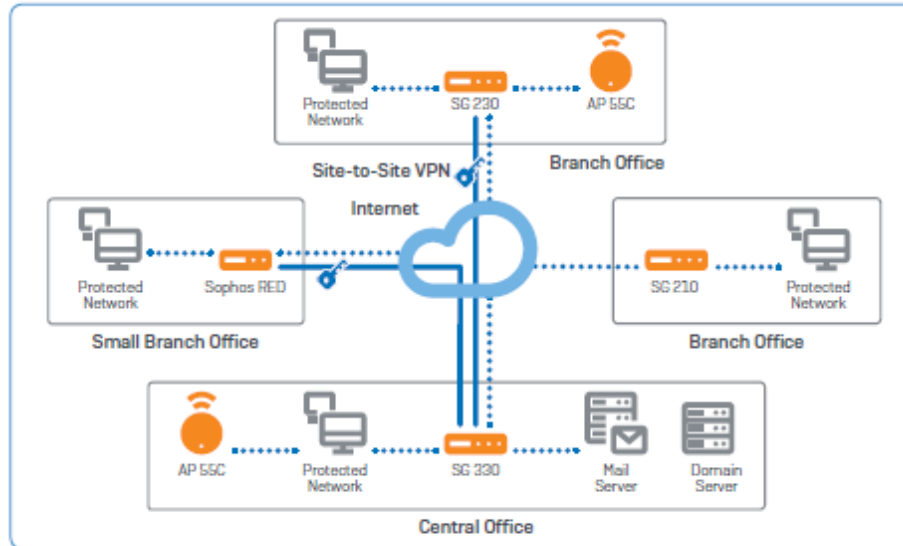 Protected
Network
SG 230
AP 55C
Site-to-Site VPN
Branch Office
Internet
Protected
Network
Sophos RED
SG 210
Protected
Network
Small Branch Office
Branch Office
AP 55C
Protected
Network
SG 330
Mail
Server
Domain
Server
Central Office